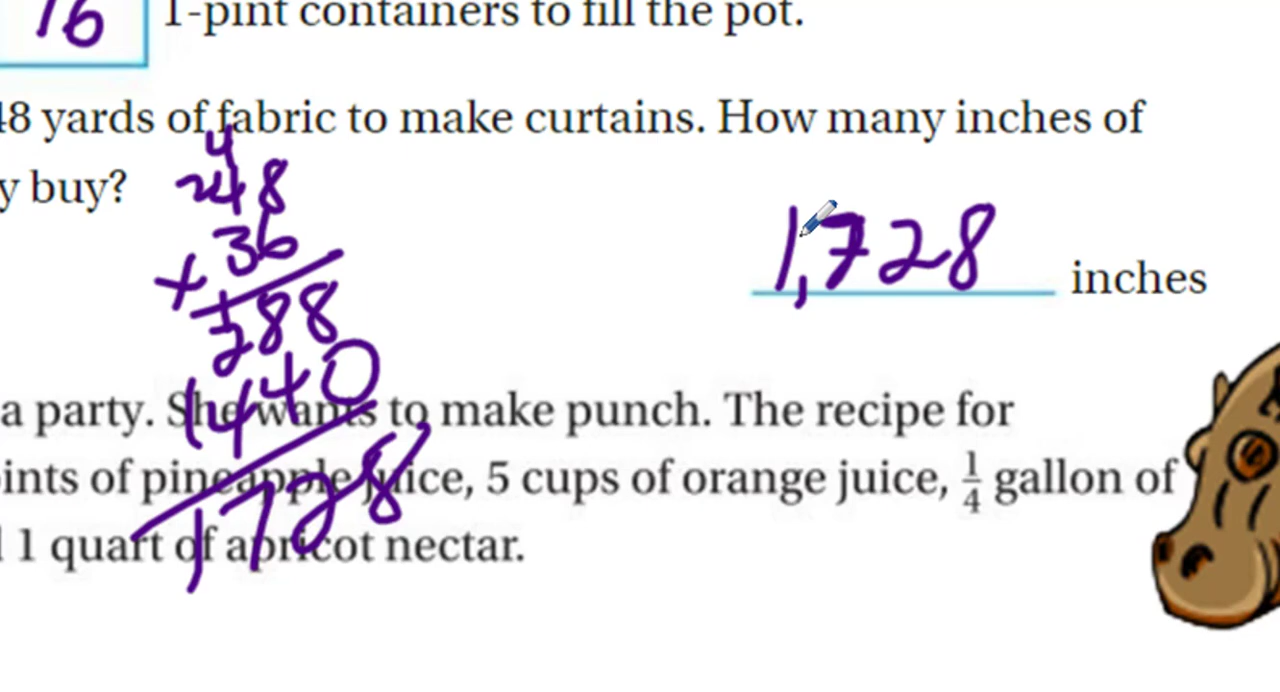 16 1-pint containers to fill the pot.
48 yards of fabric to make curtains. How many inches of
y buy?
4
2
48
× 36
1
288
1440
1728
1,728 inches
a party. She wants to make punch. The recipe for
ints of pineapple juice, 5 cups of orange juice, 1/4 gallon of
1 quart of apricot nectar.